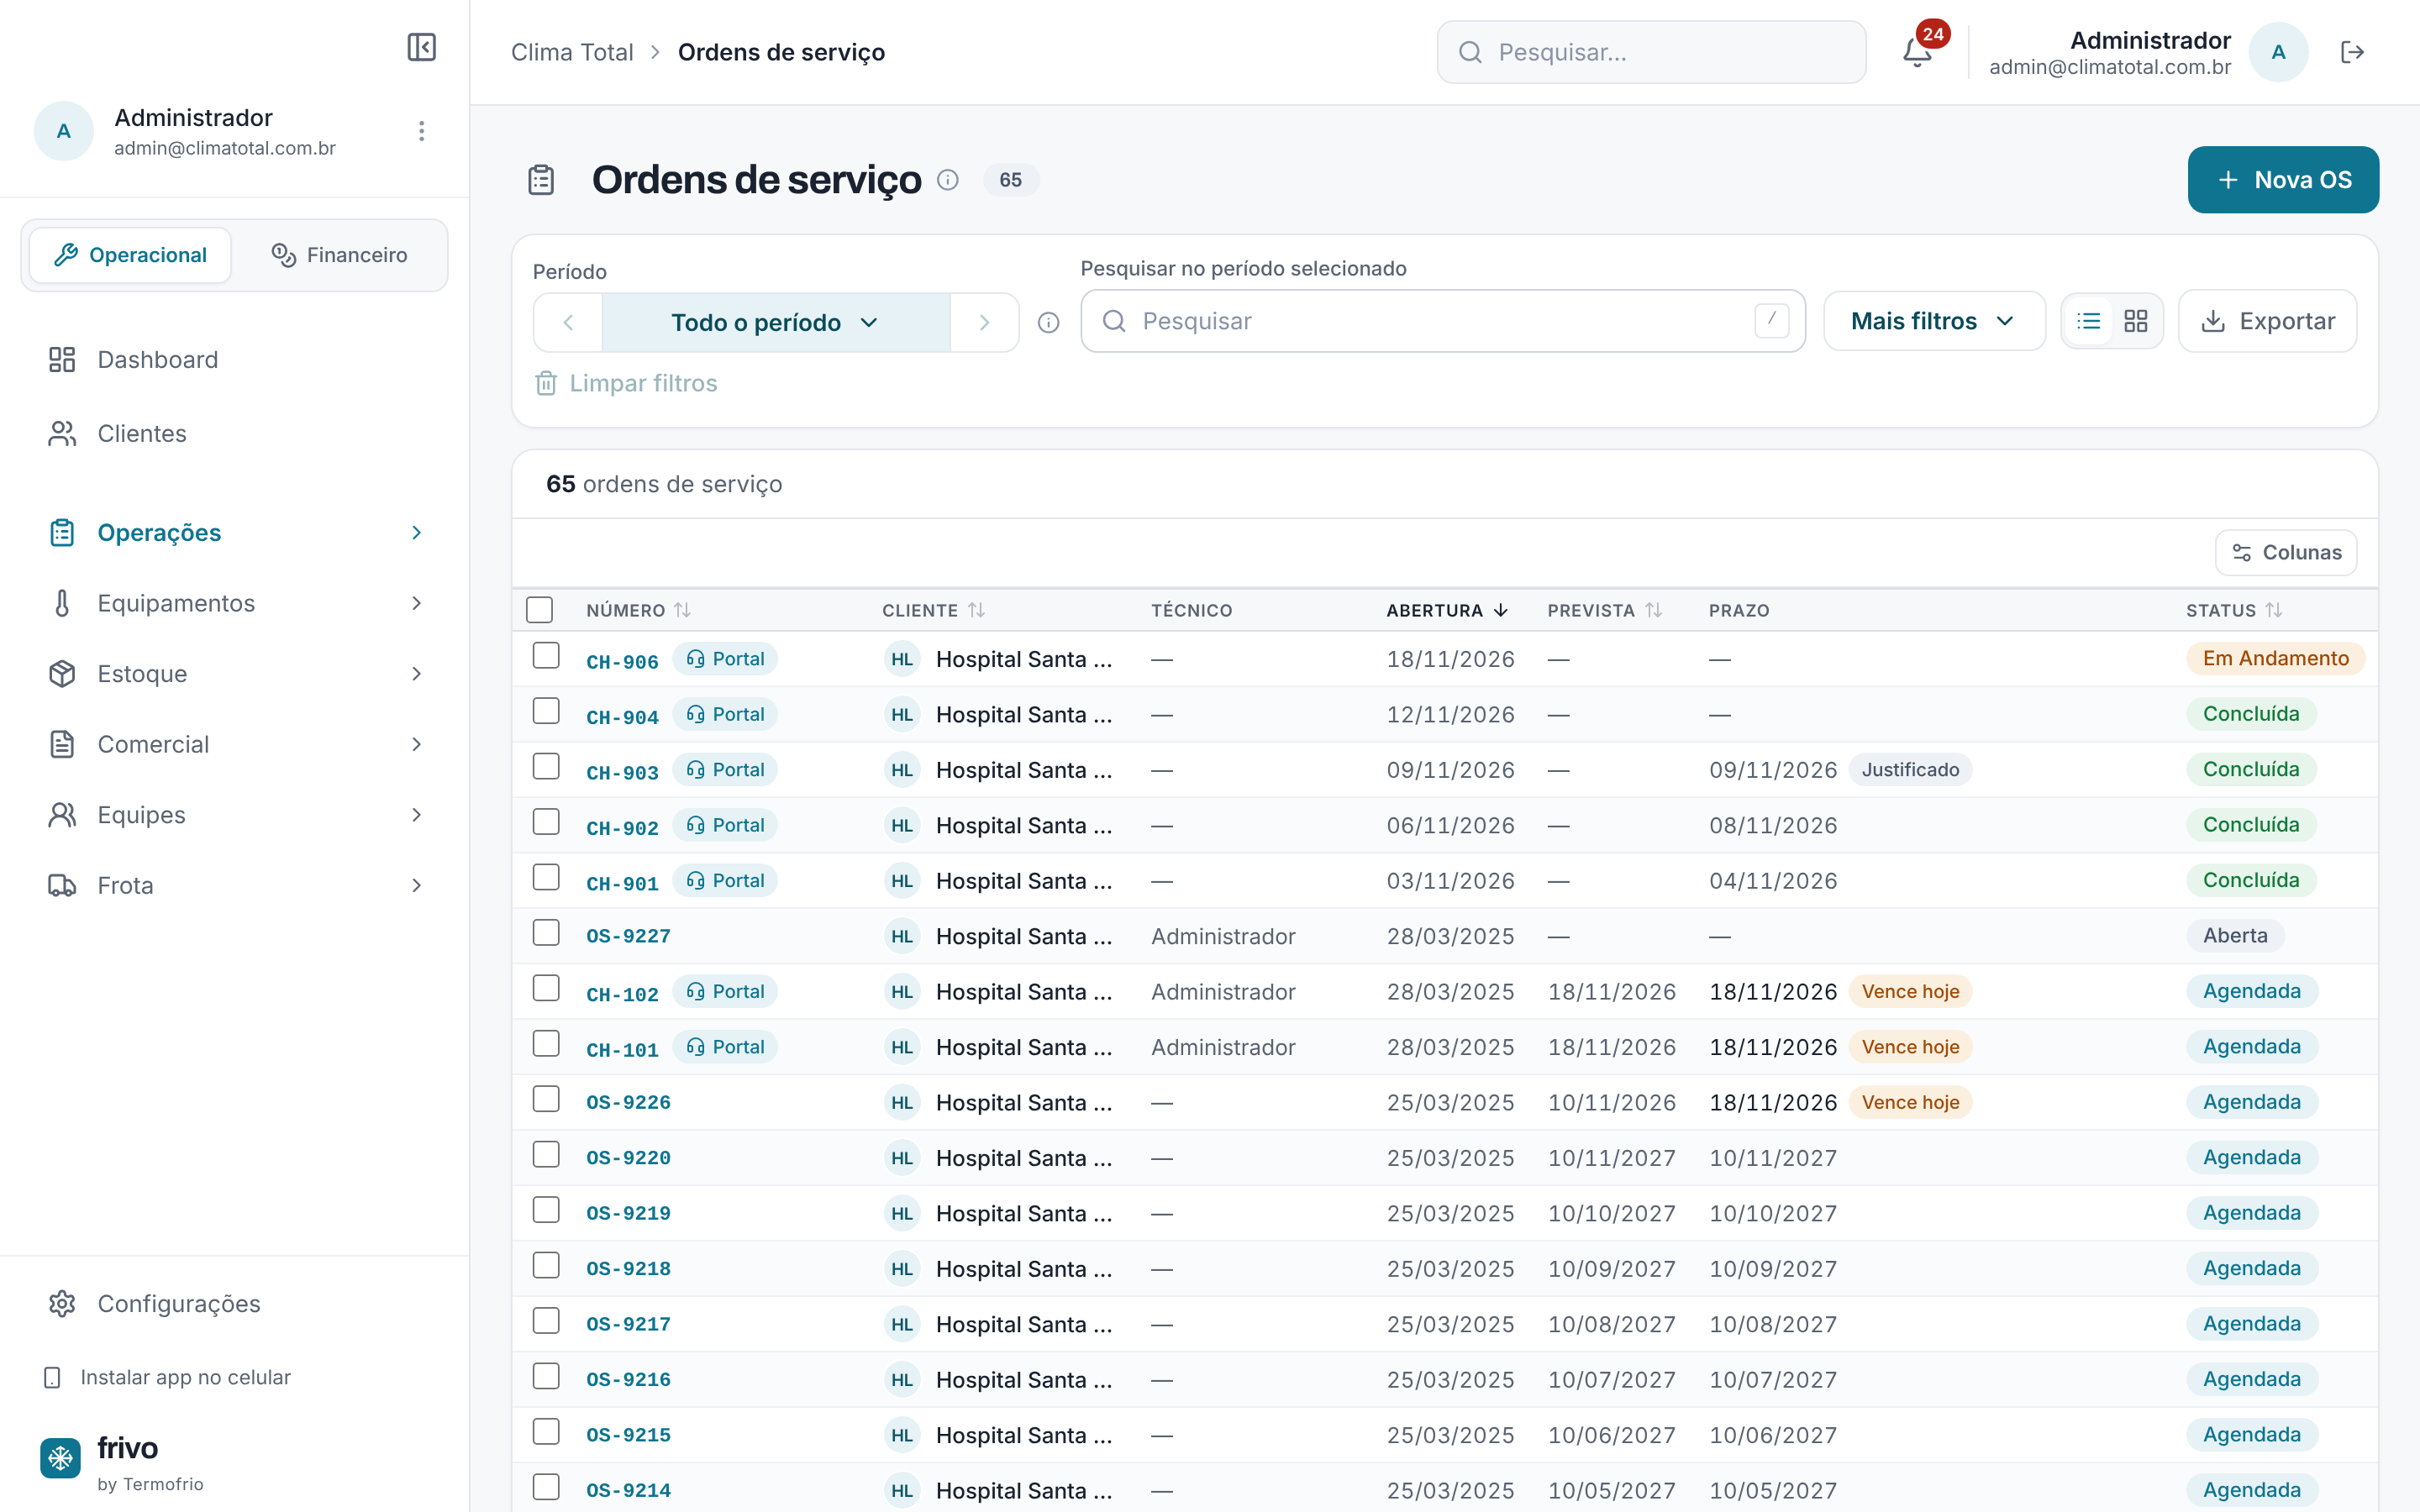 Clima Total > Ordens de serviço
Pesquisar...
24
Administrador
admin@climatotal.com.br
A
A
Administrador
admin@climatotal.com.br
Operacional
Financeiro
Dashboard
Clientes
Operações
Equipamentos
Estoque
Comercial
Equipes
Frota
Configurações
Instalar app no celular
frivo
by Termofrio
Ordens de serviço 65
+ Nova OS
Período
Todo o período
Pesquisar no período selecionado
Pesquisar /
Mais filtros
Exportar
Limpar filtros
65 ordens de serviço
Colunas
NÚMERO CLIENTE TÉCNICO ABERTURA PREVISTA PRAZO STATUS
CH-906 Portal HL Hospital Santa ... — 18/11/2026 — — Em Andamento
CH-904 Portal HL Hospital Santa ... — 12/11/2026 — — Concluída
CH-903 Portal HL Hospital Santa ... — 09/11/2026 — 09/11/2026 Justificado Concluída
CH-902 Portal HL Hospital Santa ... — 06/11/2026 — 08/11/2026 Concluída
CH-901 Portal HL Hospital Santa ... — 03/11/2026 — 04/11/2026 Concluída
OS-9227 HL Hospital Santa ... Administrador 28/03/2025 — — Aberta
CH-102 Portal HL Hospital Santa ... Administrador 28/03/2025 18/11/2026 18/11/2026 Vence hoje Agendada
CH-101 Portal HL Hospital Santa ... Administrador 28/03/2025 18/11/2026 18/11/2026 Vence hoje Agendada
OS-9226 HL Hospital Santa ... — 25/03/2025 10/11/2026 18/11/2026 Vence hoje Agendada
OS-9220 HL Hospital Santa ... — 25/03/2025 10/11/2027 10/11/2027 Agendada
OS-9219 HL Hospital Santa ... — 25/03/2025 10/10/2027 10/10/2027 Agendada
OS-9218 HL Hospital Santa ... — 25/03/2025 10/09/2027 10/09/2027 Agendada
OS-9217 HL Hospital Santa ... — 25/03/2025 10/08/2027 10/08/2027 Agendada
OS-9216 HL Hospital Santa ... — 25/03/2025 10/07/2027 10/07/2027 Agendada
OS-9215 HL Hospital Santa ... — 25/03/2025 10/06/2027 10/06/2027 Agendada
OS-9214 HL Hospital Santa ... — 25/03/2025 10/05/2027 10/05/2027 Agendada